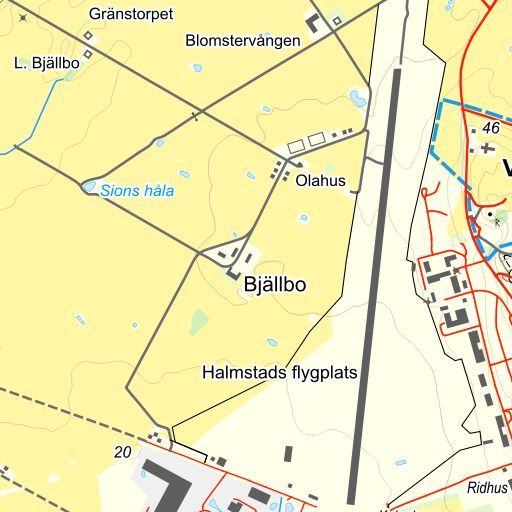 Gränstorpet
Blomstervången
L. Bjällbo
46
V
Olahus
Sions håla
Bjällbo
Halmstads flygplats
20
Ridhus